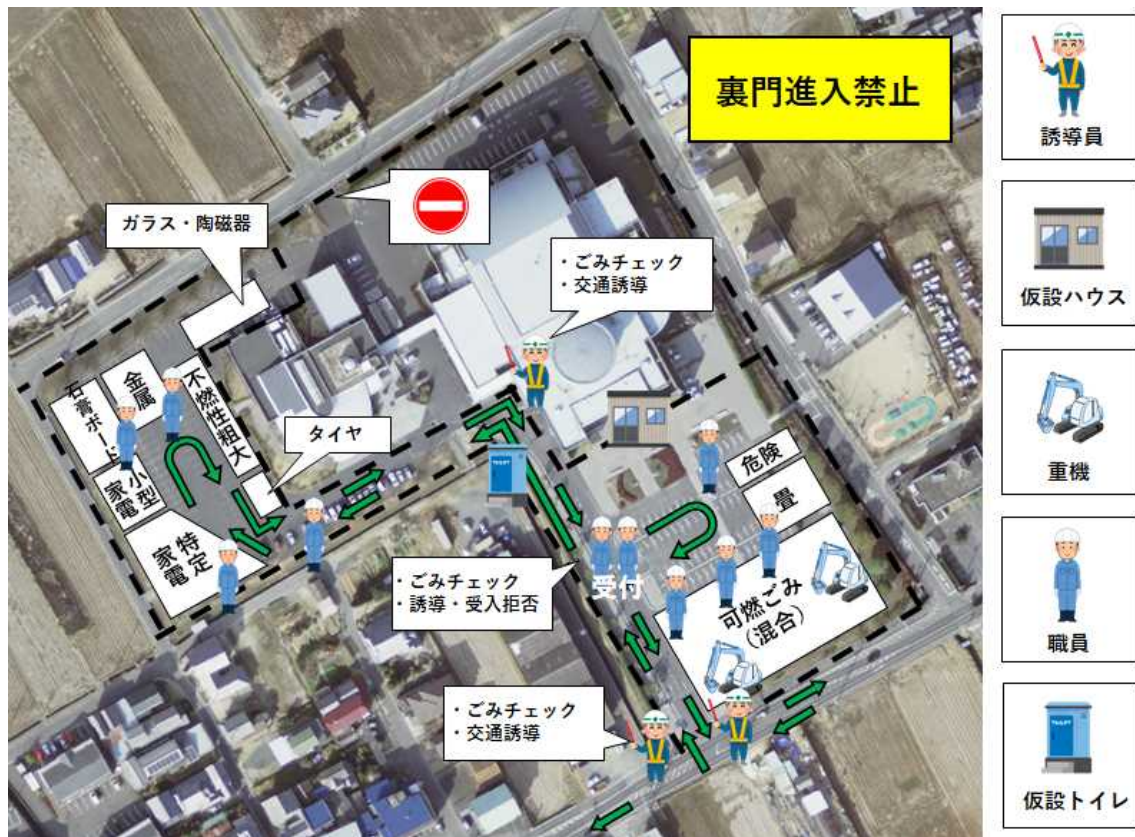 裏門進入禁止
ガラス・陶磁器
・ごみチェック
・交通誘導
石膏ボード
金属
不燃性粗大
タイヤ
小型
家電
特定
家電
危険
畳
・ごみチェック
・誘導・受入拒否
受付
可燃ごみ
(混合)
・ごみチェック
・交通誘導
誘導員
仮設ハウス
重機
職員
仮設トイレ